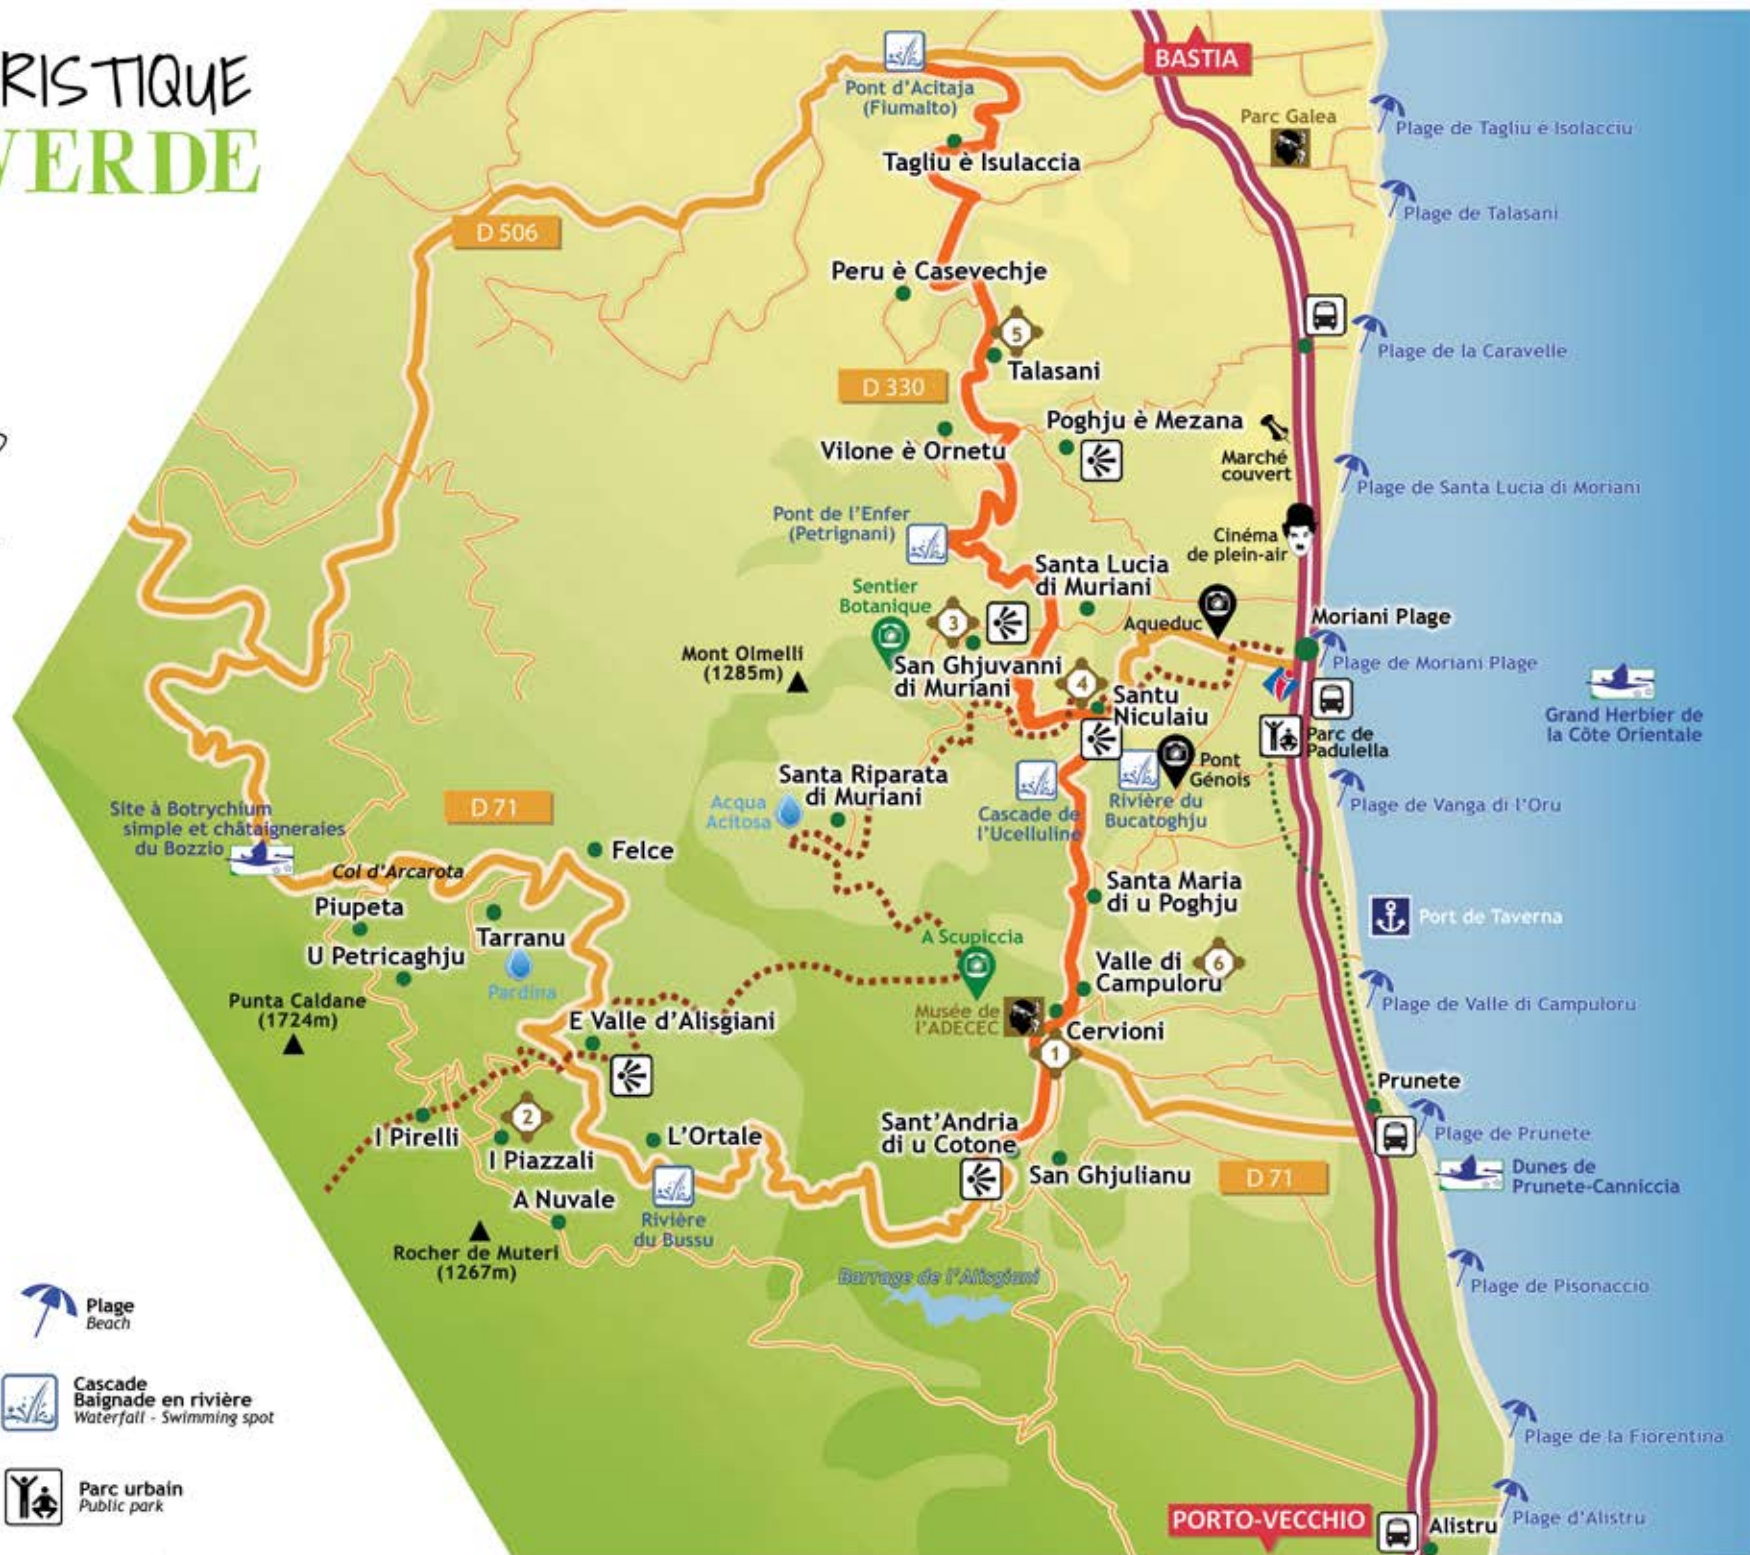 RISTIQUE
VERDE
BASTIA
Pont d'Acitaja
(Fiumalto)
Parc Galea
Plage de Tagliu è Isolacciu
Tagliu è Isulaccia
Plage de Talasani
D 506
Peru è Casevechje
5
Plage de la Caravelle
Talasani
D 330
Poghju è Mezana
Vilone è Ornetu
Marché
couvert
Plage de Santa Lucia di Moriani
Pont de l'Enfer
(Petrignani)
Cinéma
de plein-air
Santa Lucia
di Muriani
Sentier
Botanique
3
Aqueduc
Moriani Plage
Plage de Moriani Plage
Mont Olmelli
(1285m)
San Ghjuvanni
di Muriani
4
Santu
Niculaiu
Grand Herbier de
la Côte Orientale
Parc de
Padulella
Pont
Génois
Santa Riparata
di Muriani
Acqua
Acitosa
Cascade de
l'Ucelluline
Rivière du
Bucatoghju
Plage de Vanga di l'Oru
D 71
Site à Botrychium
simple et châtaigneraies
du Bozzio
Felce
Col d'Arcarota
Santa Maria
di u Poghju
Piupeta
Port de Taverna
Tarranu
A Scupiccia
U Petricaghju
Valle di
Campuloru
6
Pardina
Plage de Valle di Campuloru
Punta Caldane
(1724m)
Musée de
l'ADECEC
E Valle d'Alisgiani
Cervioni
1
Prunete
2
I Pirelli
L'Ortale
Sant'Andria
di u Cotone
Plage de Prunete
I Piazzali
San Ghjulianu
D 71
Dunes de
Prunete-Canniccia
A Nuvale
Rivière
du Bussu
Rocher de Muteri
(1267m)
Barrage de l'Alisgiani
Plage de Pisonaccio
Plage
Beach
Cascade
Baignade en rivière
Waterfall - Swimming spot
Plage de la Fiorentina
Parc urbain
Public park
PORTO-VECCHIO
Alistru
Plage d'Alistru